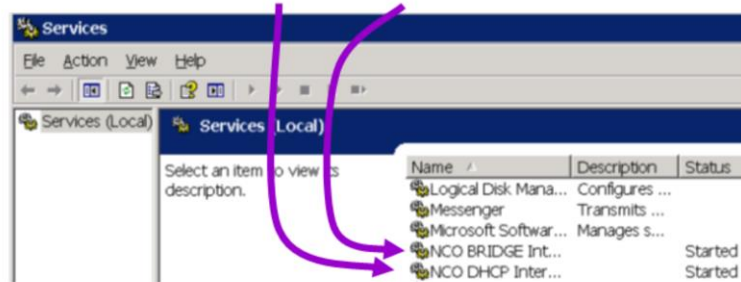 Services
File Action View Help
Services (Local)
Services (Local)
Select an item to view its
description.
Name Description Status
Logical Disk Mana... Configures ...
Messenger Transmits ...
Microsoft Softwar... Manages s...
NCO BRIDGE Int... Started
NCO DHCP Inter... Started